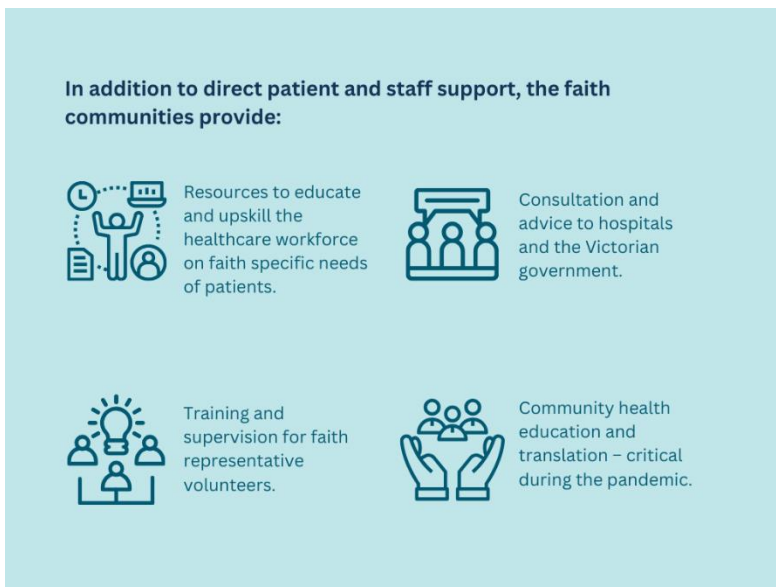 In addition to direct patient and staff support, the faith
communities provide:
Resources to educate
and upskill the
healthcare workforce
on faith specific needs
of patients.
Consultation and
advice to hospitals
and the Victorian
government.
Training and
supervision for faith
representative
volunteers.
Community health
education and
translation – critical
during the pandemic.